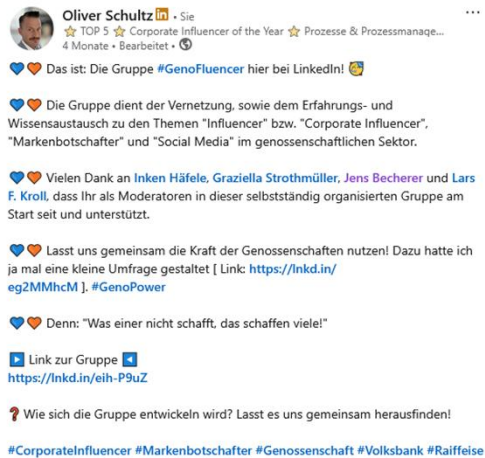 Oliver Schultz in • Sie
⭐ TOP 5 ⭐ Corporate Influencer of the Year ⭐ Prozesse & Prozessmanage...
4 Monate • Bearbeitet •
💙🧡 Das ist: Die Gruppe #GenoFluencer hier bei LinkedIn! 🥳
💙🧡 Die Gruppe dient der Vernetzung, sowie dem Erfahrungs- und
Wissensaustausch zu den Themen "Influencer" bzw. "Corporate Influencer",
"Markenbotschafter" und "Social Media" im genossenschaftlichen Sektor.
💙🧡 Vielen Dank an Inken Häfele, Graziella Strothmüller, Jens Becherer und Lars
F. Kroll, dass Ihr als Moderatoren in dieser selbstständig organisierten Gruppe am
Start seit und unterstützt.
💙🧡 Lasst uns gemeinsam die Kraft der Genossenschaften nutzen! Dazu hatte ich
ja mal eine kleine Umfrage gestaltet [ Link: https://lnkd.in/
eg2MMhcM ]. #GenoPower
💙🧡 Denn: "Was einer nicht schafft, das schaffen viele!"
▶️ Link zur Gruppe ◀️
https://lnkd.in/eih-P9uZ
❓ Wie sich die Gruppe entwickeln wird? Lasst es uns gemeinsam herausfinden!
#CorporateInfluencer #Markenbotschafter #Genossenschaft #Volksbank #Raiffeise